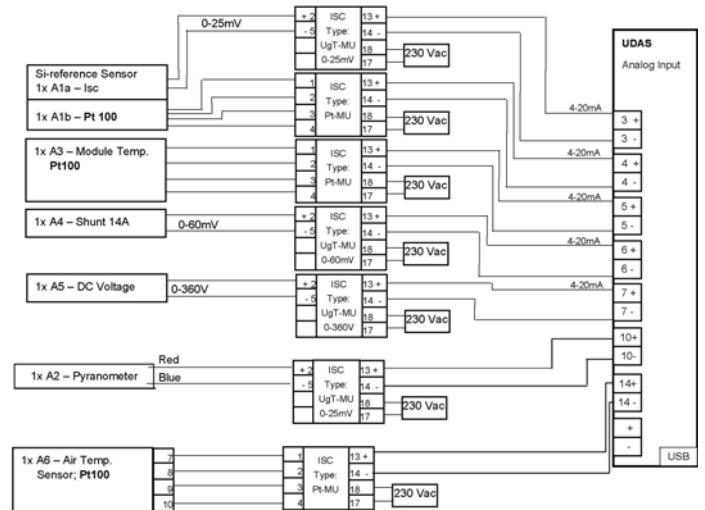 0-25mV
+ 2 ISC 13 +
- 5 Type: 14 -
UgT-MU 18
0-25mV 17
230 Vac
UDAS
Analog Input
Si-reference Sensor
1x A1a – Isc
1x A1b – Pt 100
1 ISC 13 +
2 Type: 14 -
3 Pt-MU 18
4 17
230 Vac
4-20mA
3 +
3 -
1x A3 – Module Temp.
Pt100
1 ISC 13 +
2 Type: 14 -
3 Pt-MU 18
4 17
230 Vac
4-20mA
4 +
4 -
1x A4 – Shunt 14A
0-60mV
+ 2 ISC 13 +
- 5 Type: 14 -
UgT-MU 18
0-60mV 17
230 Vac
4-20mA
5 +
5 -
4-20mA
6 +
6 -
1x A5 – DC Voltage
0-360V
+ 2 ISC 13 +
- 5 Type: 14 -
UgT-MU 18
0-360V 17
230 Vac
4-20mA
7 +
7 -
1x A2 – Pyranometer
Red
Blue
+ 2 ISC 13 +
- 5 Type: 14 -
UgT-MU 18
0-25mV 17
230 Vac
10+
10-
14+
14 -
+
-
USB
1x A6 – Air Temp.
Sensor; Pt100
7
8
9
10
1 ISC 13 +
2 Type: 14 -
3 Pt-MU 18
4 17
230 Vac